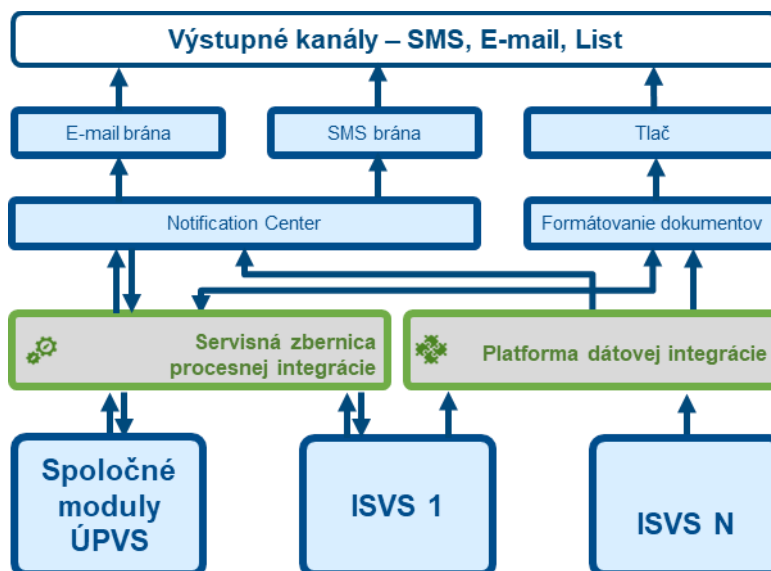 Výstupné kanály – SMS, E-mail, List
E-mail brána
SMS brána
Tlač
Notification Center
Formátovanie dokumentov
Servisná zbernica
procesnej integrácie
Platforma dátovej integrácie
Spoločné
moduly
ÚPVS
ISVS 1
ISVS N